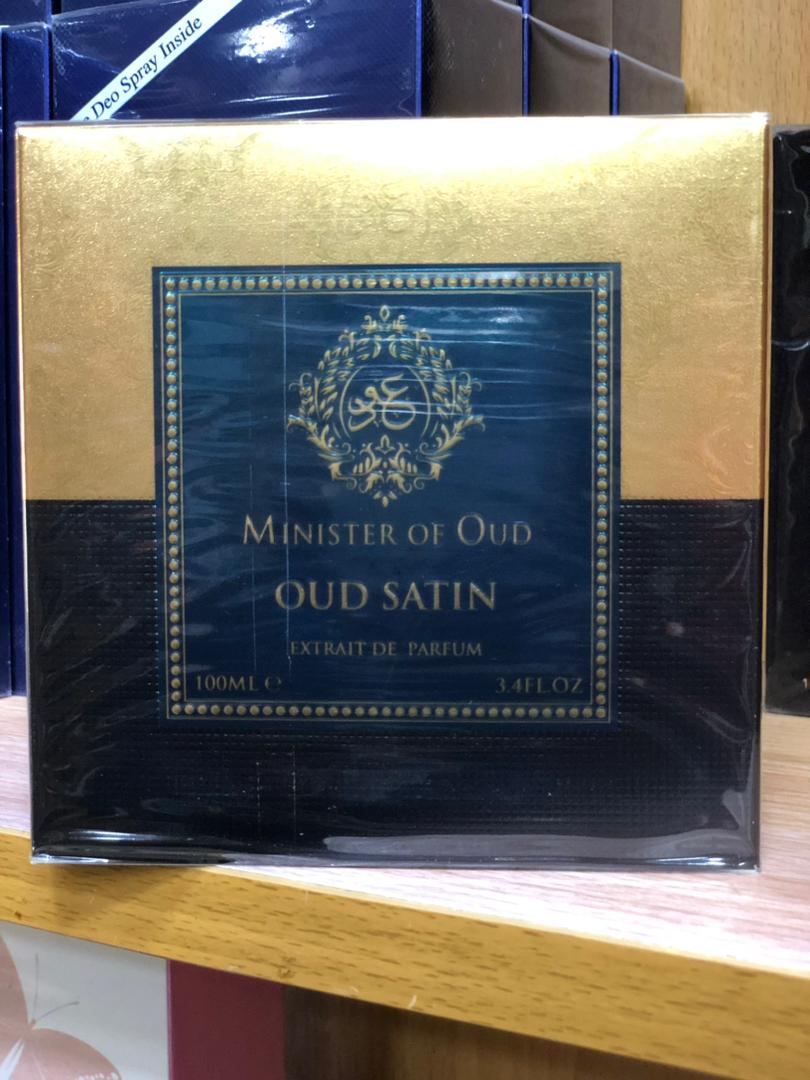 Deo Spray Inside
عود
MINISTER OF OUD
OUD SATIN
EXTRAIT DE PARFUM
100ML ℮ 3.4FL.OZ